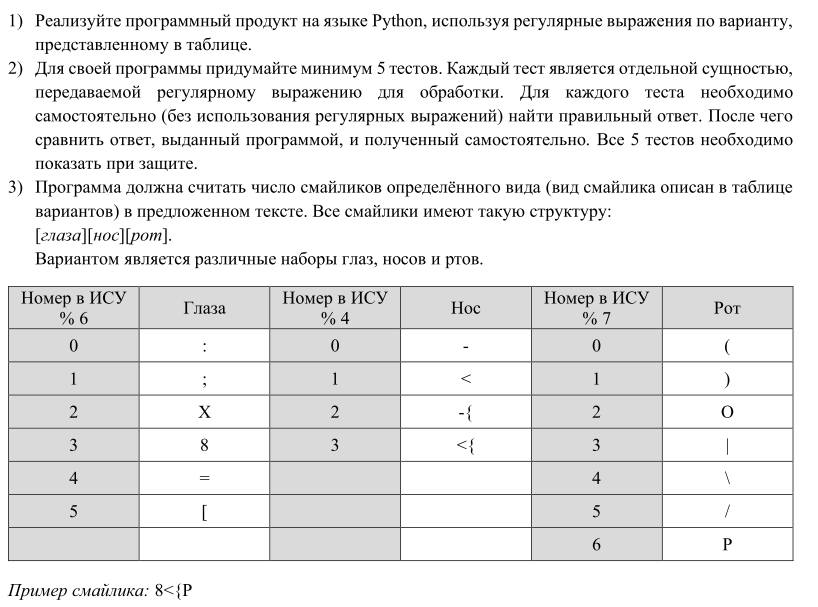 1) Реализуйте программный продукт на языке Python, используя регулярные выражения по варианту,
представленному в таблице.
2) Для своей программы придумайте минимум 5 тестов. Каждый тест является отдельной сущностью,
передаваемой регулярному выражению для обработки. Для каждого теста необходимо
самостоятельно (без использования регулярных выражений) найти правильный ответ. После чего
сравнить ответ, выданный программой, и полученный самостоятельно. Все 5 тестов необходимо
показать при защите.
3) Программа должна считать число смайликов определённого вида (вид смайлика описан в таблице
вариантов) в предложенном тексте. Все смайлики имеют такую структуру:
[глаза][нос][рот].
Вариантом является различные наборы глаз, носов и ртов.
Номер в ИСУ % 6 Глаза Номер в ИСУ % 4 Нос Номер в ИСУ % 7 Рот
0 : 0 - 0 (
1 ; 1 < 1 )
2 X 2 -{ 2 O
3 8 3 <{ 3 |
4 = 4 \
5 [ 5 /
6 P
Пример смайлика: 8<{P